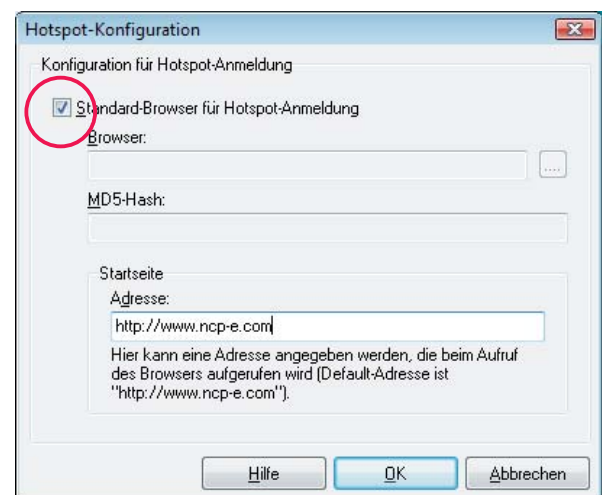 Hotspot-Konfiguration
Konfiguration für Hotspot-Anmeldung
Standard-Browser für Hotspot-Anmeldung
Browser:
....
MD5-Hash:
Startseite
Adresse:
http://www.ncp-e.com
Hier kann eine Adresse angegeben werden, die beim Aufruf
des Browsers aufgerufen wird (Default-Adresse ist
"http://www.ncp-e.com").
Hilfe
OK
Abbrechen